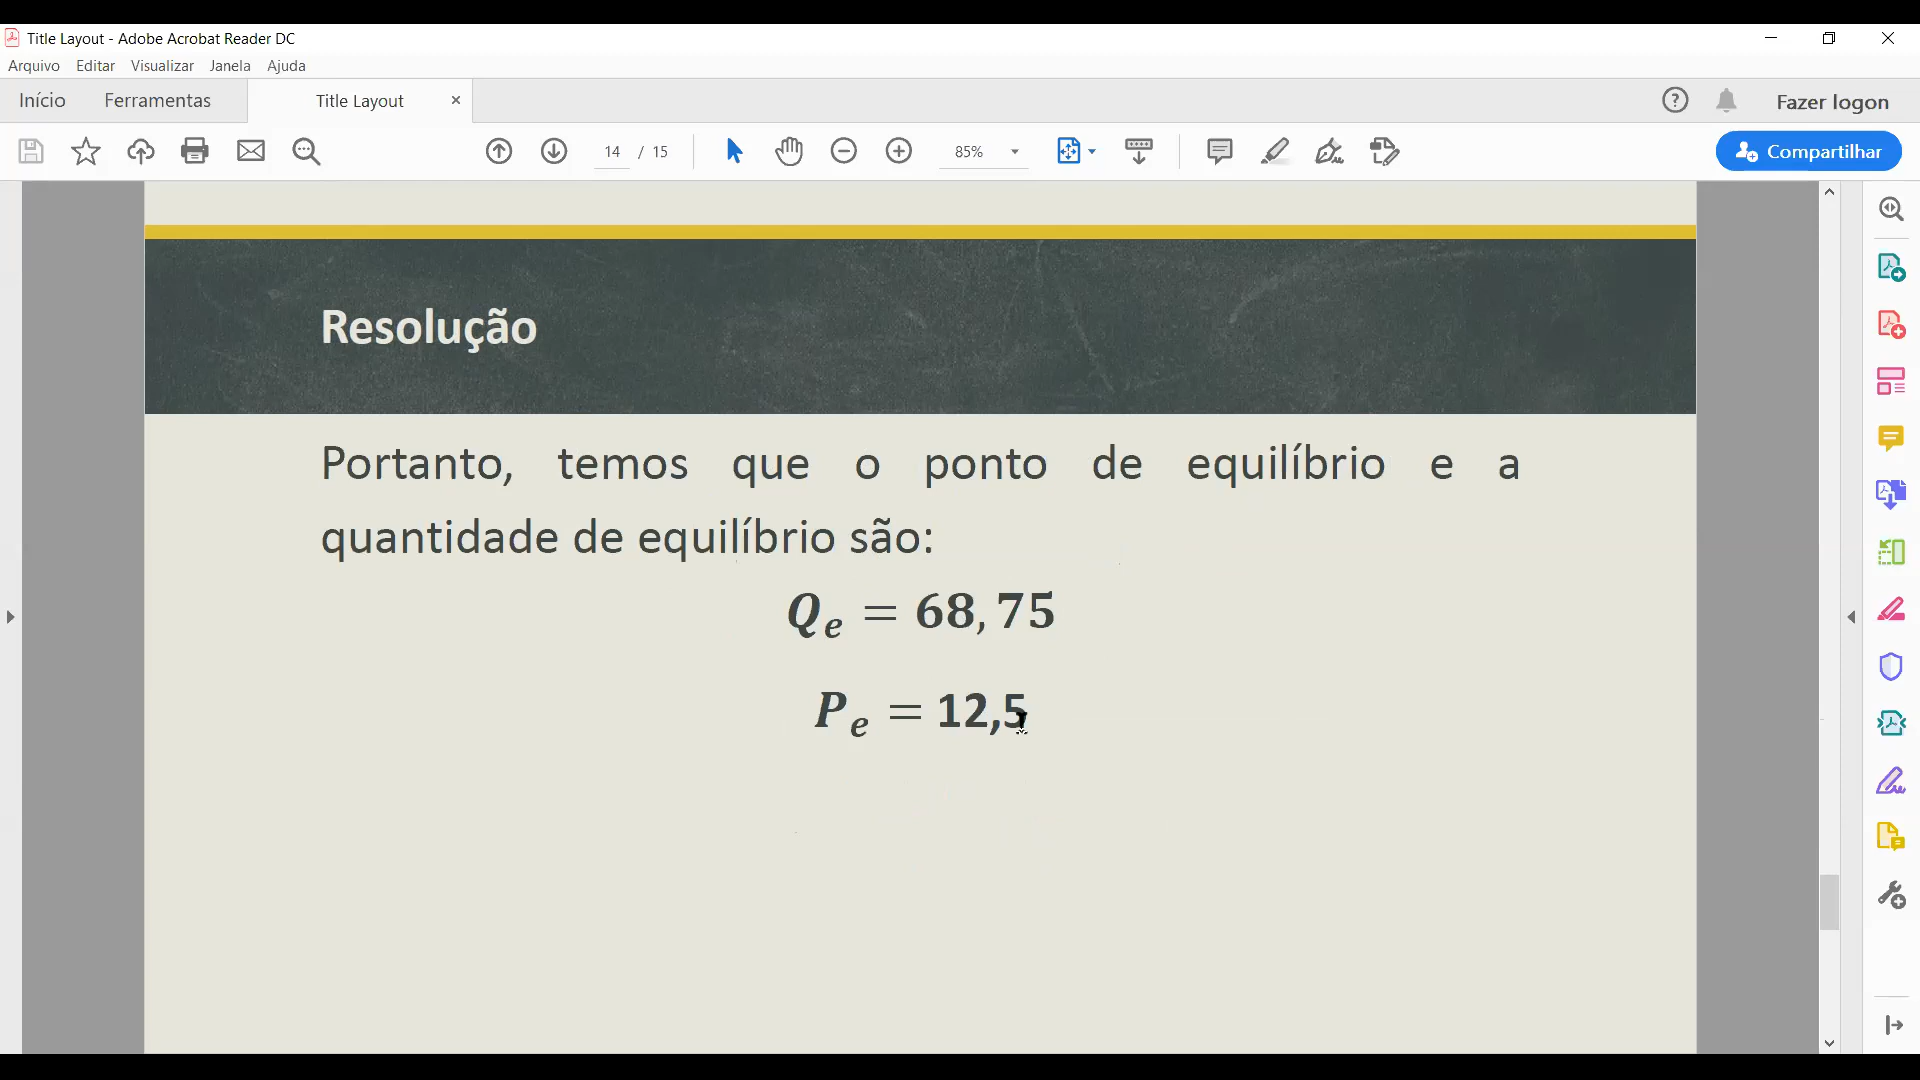 Title Layout - Adobe Acrobat Reader DC
Arquivo Editar Visualizar Janela Ajuda
Início Ferramentas Title Layout × Fazer logon
14 / 15 85% Compartilhar
Resolução
Portanto, temos que o ponto de equilíbrio e a
quantidade de equilíbrio são:
Qₑ = 68,75
Pₑ = 12,5